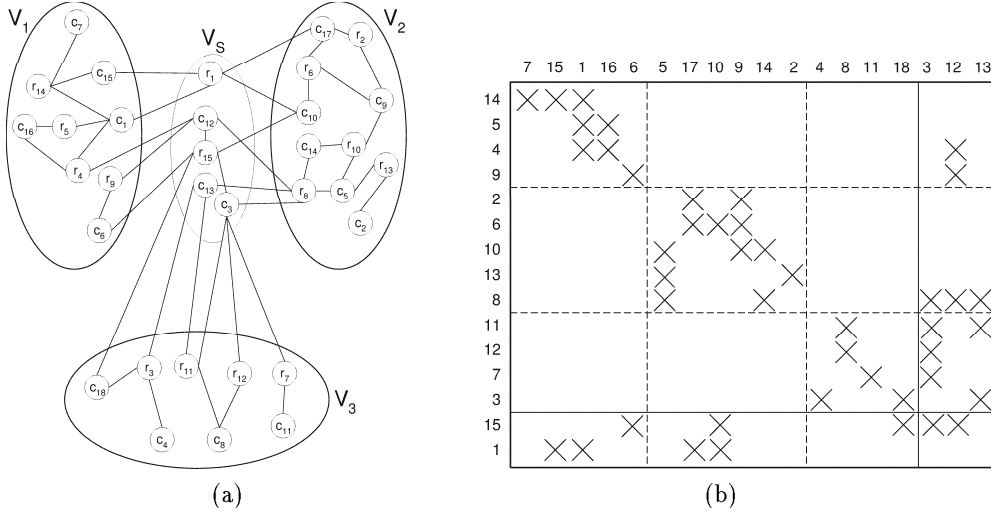 V1 VS V2
c7 c17 r2
r14 c15 r1 r6
c16 r5 c1 c12 c10 c9
r4 r9 r15 c14 r10 r13
c6 c13 c3 r8 c5 c2
c18 r3 r11 r12 r7 V3
c4 c8 c11
(a)
7 15 1 16 6 5 17 10 9 14 2 4 8 11 18 3 12 13
14
5
4
9
2
6
10
13
8
11
12
7
3
15
1
(b)